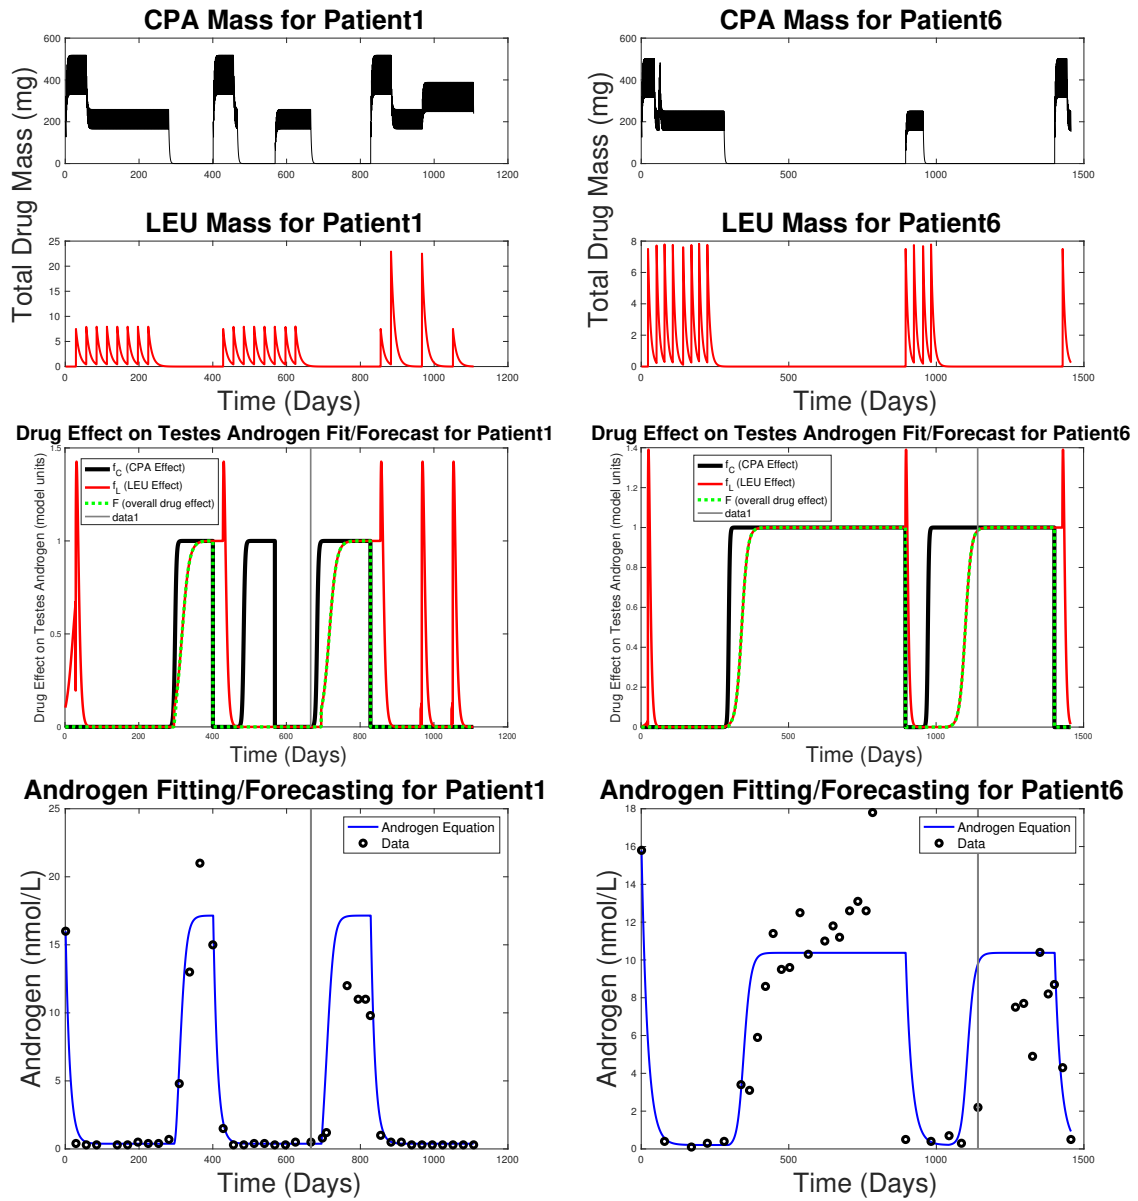 CPA Mass for Patient1
600
400
200
0
0 200 400 600 800 1000 1200
LEU Mass for Patient1
25
20
15
10
5
0
0 200 400 600 800 1000 1200
Total Drug Mass (mg)
Time (Days)
CPA Mass for Patient6
600
400
200
0
0 500 1000 1500
LEU Mass for Patient6
8
6
4
2
0
0 500 1000 1500
Total Drug Mass (mg)
Time (Days)
Drug Effect on Testes Androgen Fit/Forecast for Patient1
1.5
1
0.5
0
0 200 400 600 800 1000 1200
f_C (CPA Effect)
f_L (LEU Effect)
F (overall drug effect)
data1
Drug Effect on Testes Androgen (model units)
Time (Days)
Drug Effect on Testes Androgen Fit/Forecast for Patient6
1.4
1.2
1
0.8
0.6
0.4
0.2
0
0 500 1000 1500
f_C (CPA Effect)
f_L (LEU Effect)
F (overall drug effect)
data1
Drug Effect on Testes Androgen (model units)
Time (Days)
Androgen Fitting/Forecasting for Patient1
25
20
15
10
5
0
0 200 400 600 800 1000 1200
Androgen Equation
Data
Androgen (nmol/L)
Time (Days)
Androgen Fitting/Forecasting for Patient6
18
16
14
12
10
8
6
4
2
0
0 500 1000 1500
Androgen Equation
Data
Androgen (nmol/L)
Time (Days)